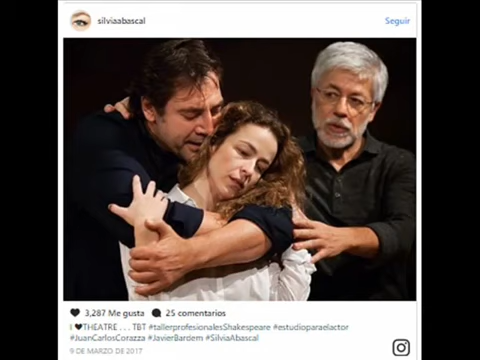 silviaabascal
Seguir
3,287 Me gusta 25 comentarios
THEATRE . . . TBT #tallerprofesionalesShakespeare #estudioparaelactor
#JuanCarlosCorazza #JavierBardem #SilviaAbascal
9 DE MARZO DE 2017